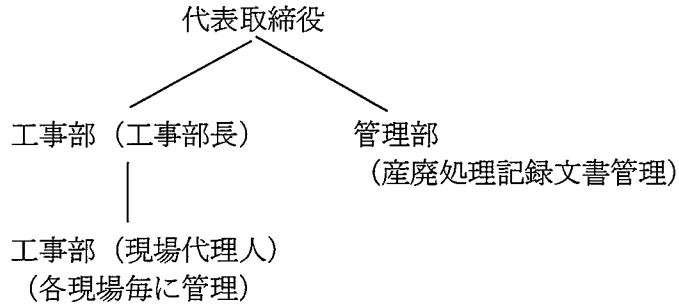 代表取締役
工事部（工事部長）
管理部
（産廃処理記録文書管理）
工事部（現場代理人）
（各現場毎に管理）